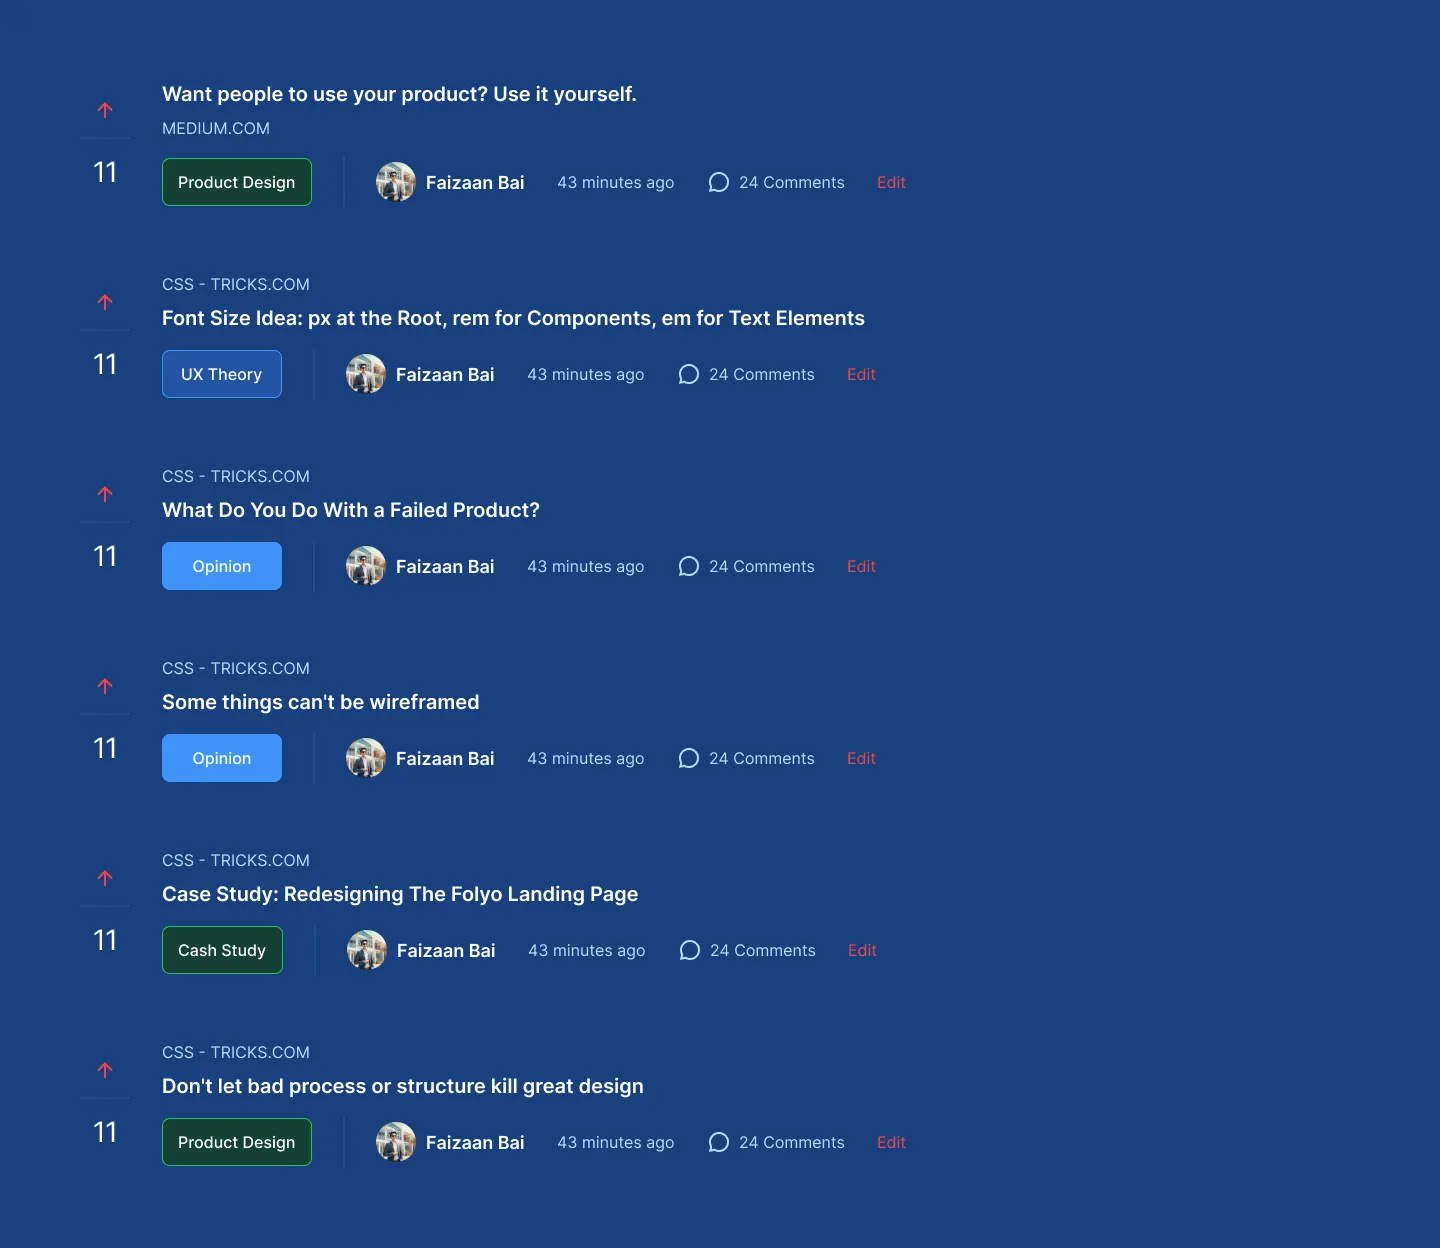 Want people to use your product? Use it yourself.
MEDIUM.COM
11
Product Design
Faizaan Bai
43 minutes ago
24 Comments
Edit
CSS - TRICKS.COM
Font Size Idea: px at the Root, rem for Components, em for Text Elements
11
UX Theory
Faizaan Bai
43 minutes ago
24 Comments
Edit
CSS - TRICKS.COM
What Do You Do With a Failed Product?
11
Opinion
Faizaan Bai
43 minutes ago
24 Comments
Edit
CSS - TRICKS.COM
Some things can't be wireframed
11
Opinion
Faizaan Bai
43 minutes ago
24 Comments
Edit
CSS - TRICKS.COM
Case Study: Redesigning The Folyo Landing Page
11
Cash Study
Faizaan Bai
43 minutes ago
24 Comments
Edit
CSS - TRICKS.COM
Don't let bad process or structure kill great design
11
Product Design
Faizaan Bai
43 minutes ago
24 Comments
Edit